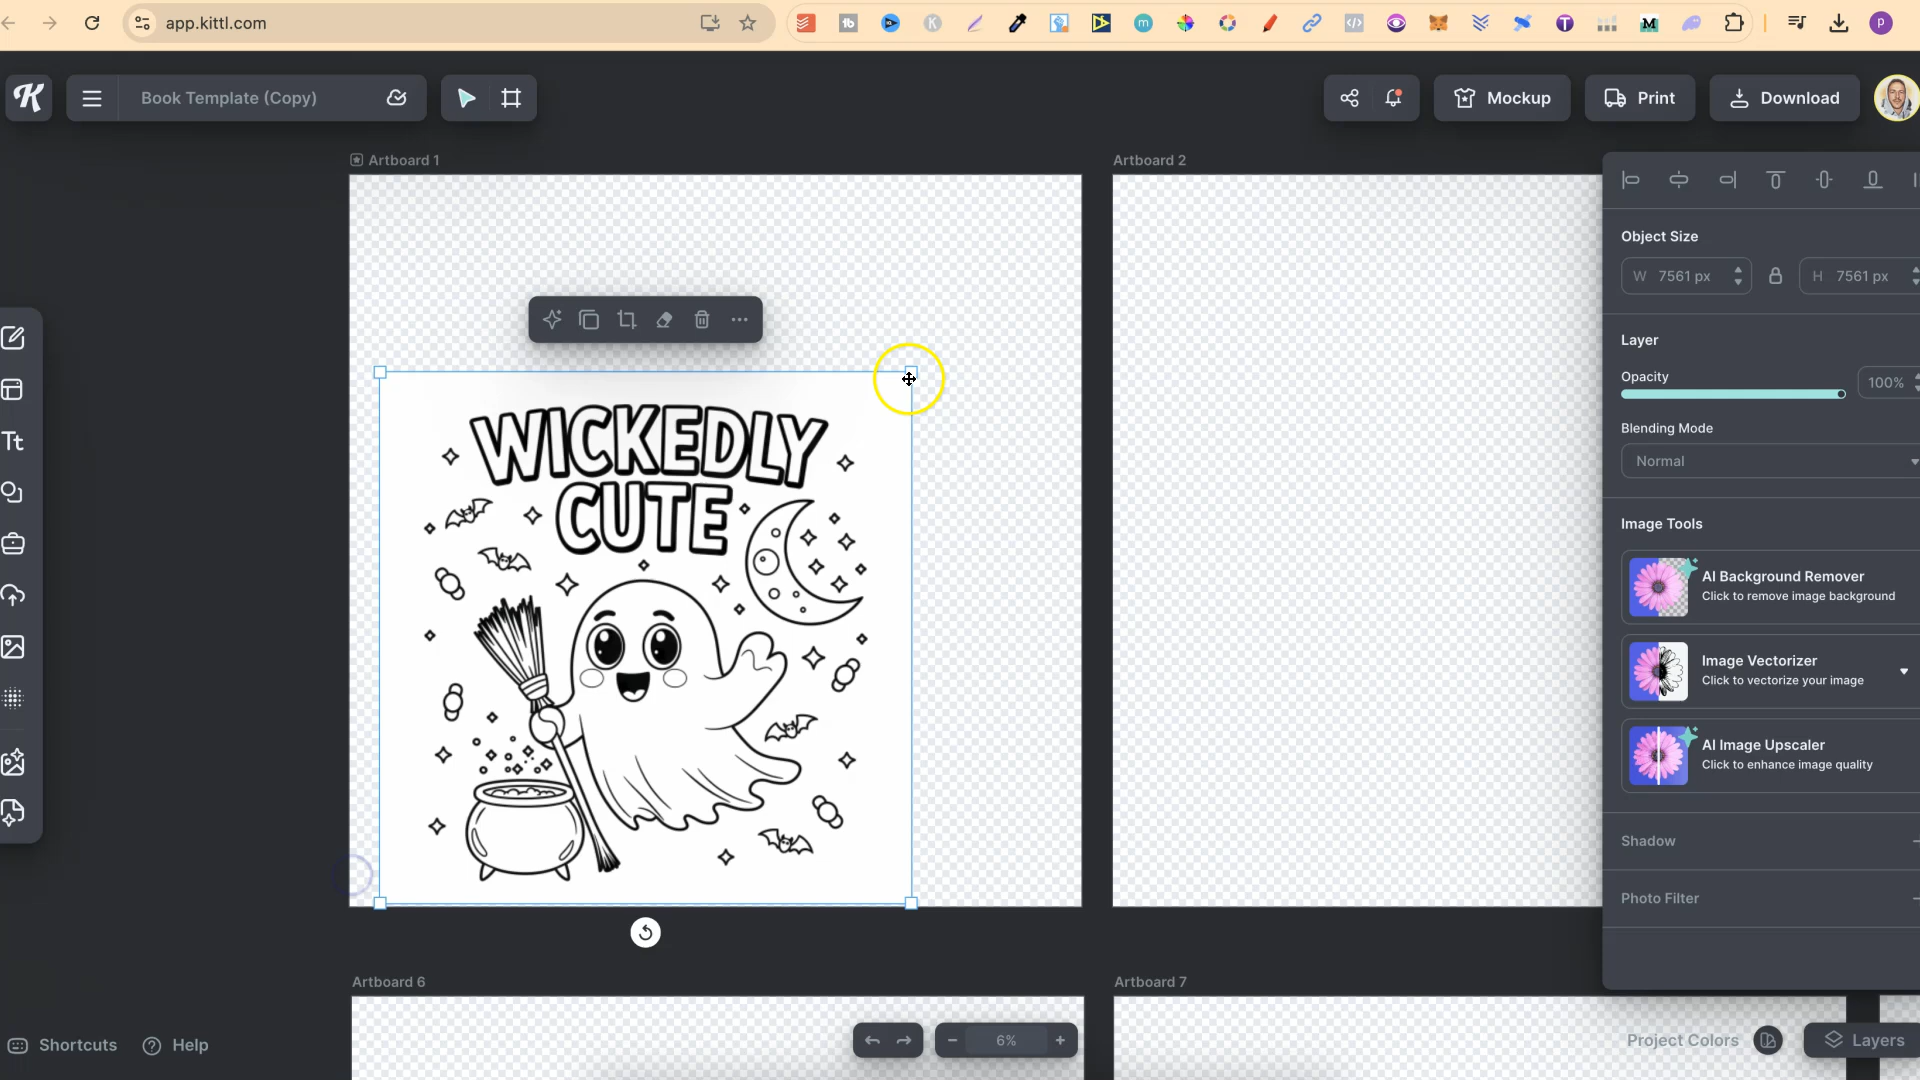 app.kittl.com
Book Template (Copy)
Mockup
Print
Download
Artboard 1
Artboard 2
Object Size
W 7561 px
H 7561 px
Layer
Opacity
100%
Blending Mode
Normal
Image Tools
AI Background Remover
Click to remove image background
Image Vectorizer
Click to vectorize your image
AI Image Upscaler
Click to enhance image quality
Shadow
Photo Filter
Tt
WICKEDLY
CUTE
Artboard 6
Artboard 7
Shortcuts
Help
6%
Project Colors
Layers